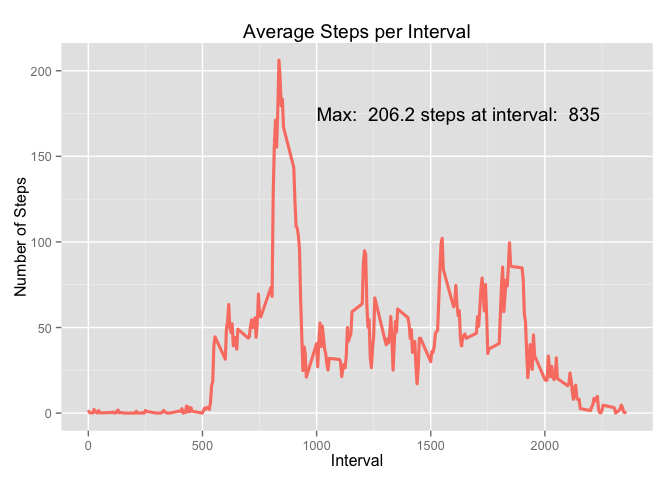 Average Steps per Interval
200
150
100
50
0
Number of Steps
Max:  206.2 steps at interval:  835
0
500
1000
1500
2000
Interval